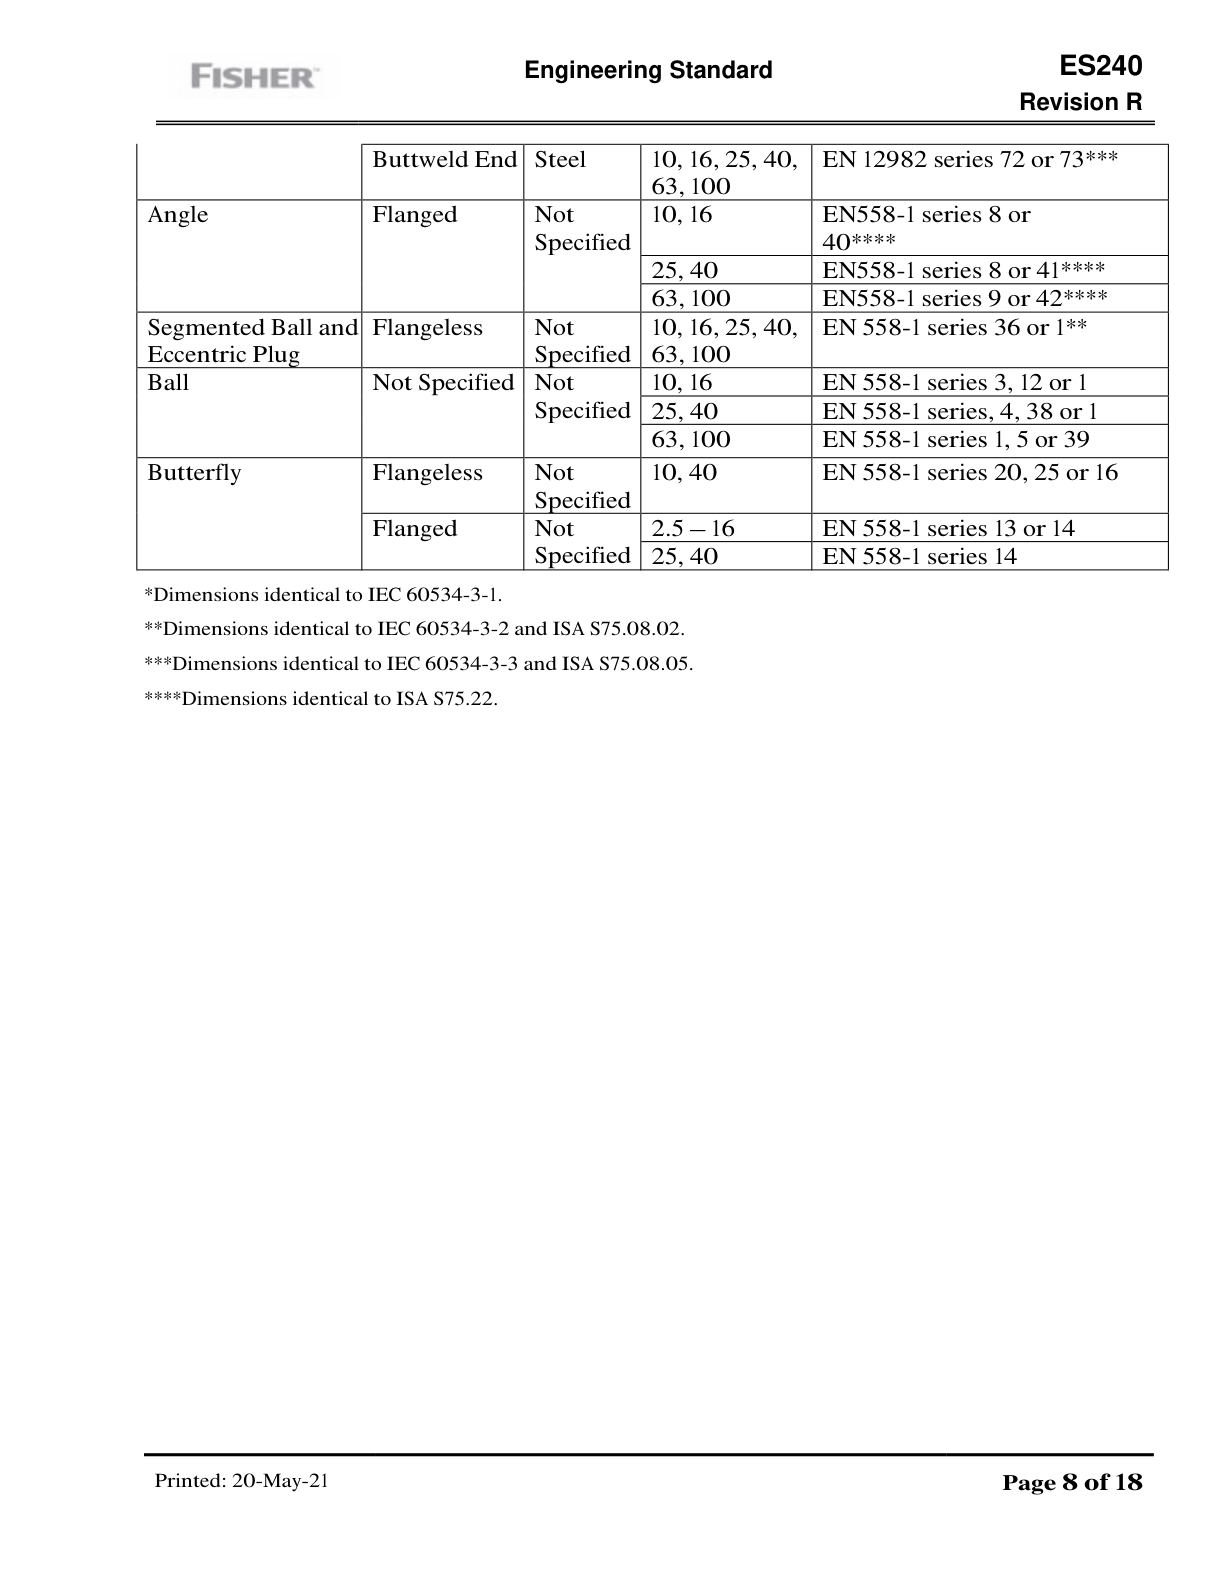 FISHER™
Engineering Standard
ES240
Revision R
Buttweld End Steel 10, 16, 25, 40, EN 12982 series 72 or 73***
63, 100
Angle Flanged Not 10, 16 EN558-1 series 8 or
Specified 40****
25, 40 EN558-1 series 8 or 41****
63, 100 EN558-1 series 9 or 42****
Segmented Ball and Flangeless Not 10, 16, 25, 40, EN 558-1 series 36 or 1**
Eccentric Plug Specified 63, 100
Ball Not Specified Not 10, 16 EN 558-1 series 3, 12 or 1
Specified 25, 40 EN 558-1 series, 4, 38 or 1
63, 100 EN 558-1 series 1, 5 or 39
Butterfly Flangeless Not 10, 40 EN 558-1 series 20, 25 or 16
Specified
Flanged Not 2.5 – 16 EN 558-1 series 13 or 14
Specified 25, 40 EN 558-1 series 14
*Dimensions identical to IEC 60534-3-1.
**Dimensions identical to IEC 60534-3-2 and ISA S75.08.02.
***Dimensions identical to IEC 60534-3-3 and ISA S75.08.05.
****Dimensions identical to ISA S75.22.
Printed: 20-May-21
Page 8 of 18